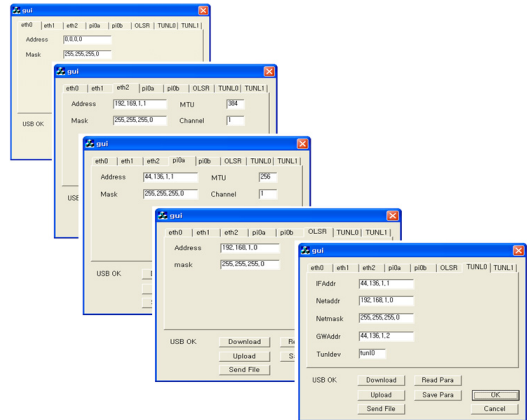 gui
eth0 eth1 eth2 pi0a pi0b OLSR TUNL0 TUNL1
Address 0,0,0,0
Mask 255,255,255,0
USB OK
gui
eth0 eth1 eth2 pi0a pi0b OLSR TUNL0 TUNL1
Address 192,169,1,1 MTU 384
Mask 255,255,255,0 Channel 1
USB
gui
eth0 eth1 eth2 pi0a pi0b OLSR TUNL0 TUNL1
Address 44,136,1,1 MTU 256
Mask 255,255,255,0 Channel 1
USB OK
gui
eth0 eth1 eth2 pi0a pi0b OLSR TUNL0 TUNL1
Address 192,168,1,0
mask 255,255,255,0
USB OK Download
Upload
Send File
gui
eth0 eth1 eth2 pi0a pi0b OLSR TUNL0 TUNL1
IFAddr 44,136,1,1
Netaddr 192,168,1,0
Netmask 255,255,255,0
GWAddr 44,136,1,2
Tunldev tunl0
USB OK Download Read Para
Upload Save Para OK
Send File Cancel